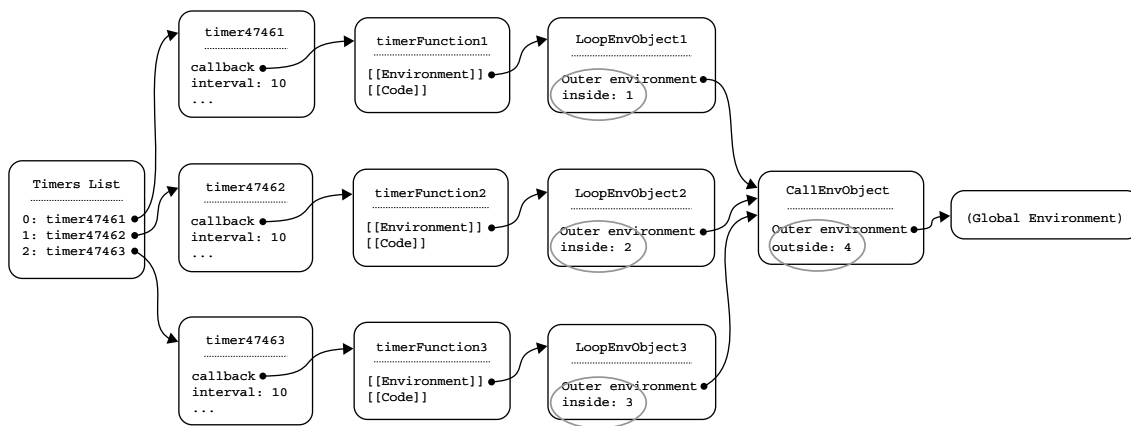 timer47461
callback
interval: 10
...
timerFunction1
[[Environment]]
[[Code]]
LoopEnvObject1
Outer environment
inside: 1
Timers List
0: timer47461
1: timer47462
2: timer47463
timer47462
callback
interval: 10
...
timerFunction2
[[Environment]]
[[Code]]
LoopEnvObject2
Outer environment
inside: 2
CallEnvObject
Outer environment
outside: 4
(Global Environment)
timer47463
callback
interval: 10
...
timerFunction3
[[Environment]]
[[Code]]
LoopEnvObject3
Outer environment
inside: 3